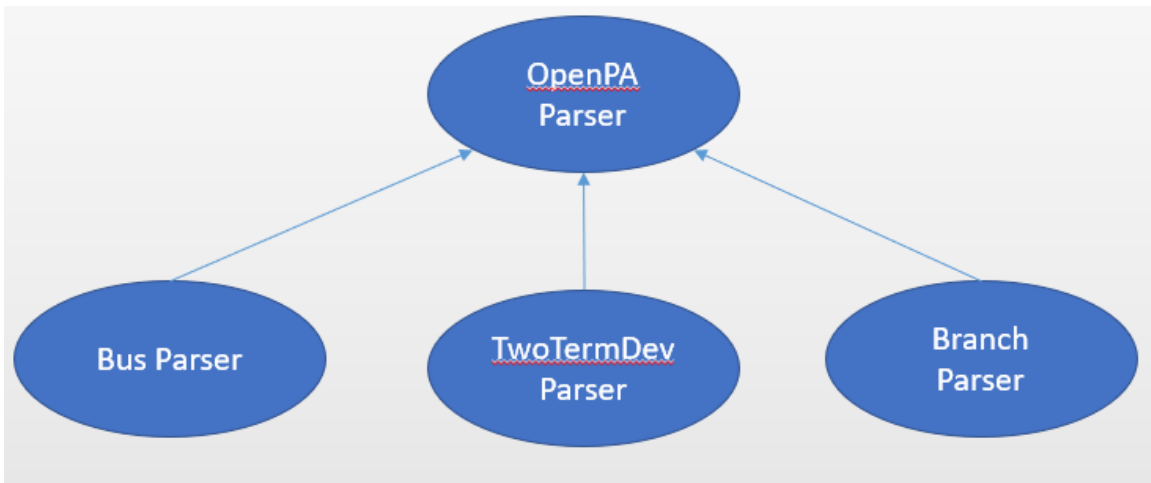 OpenPA
Parser
Bus Parser
TwoTermDev
Parser
Branch
Parser